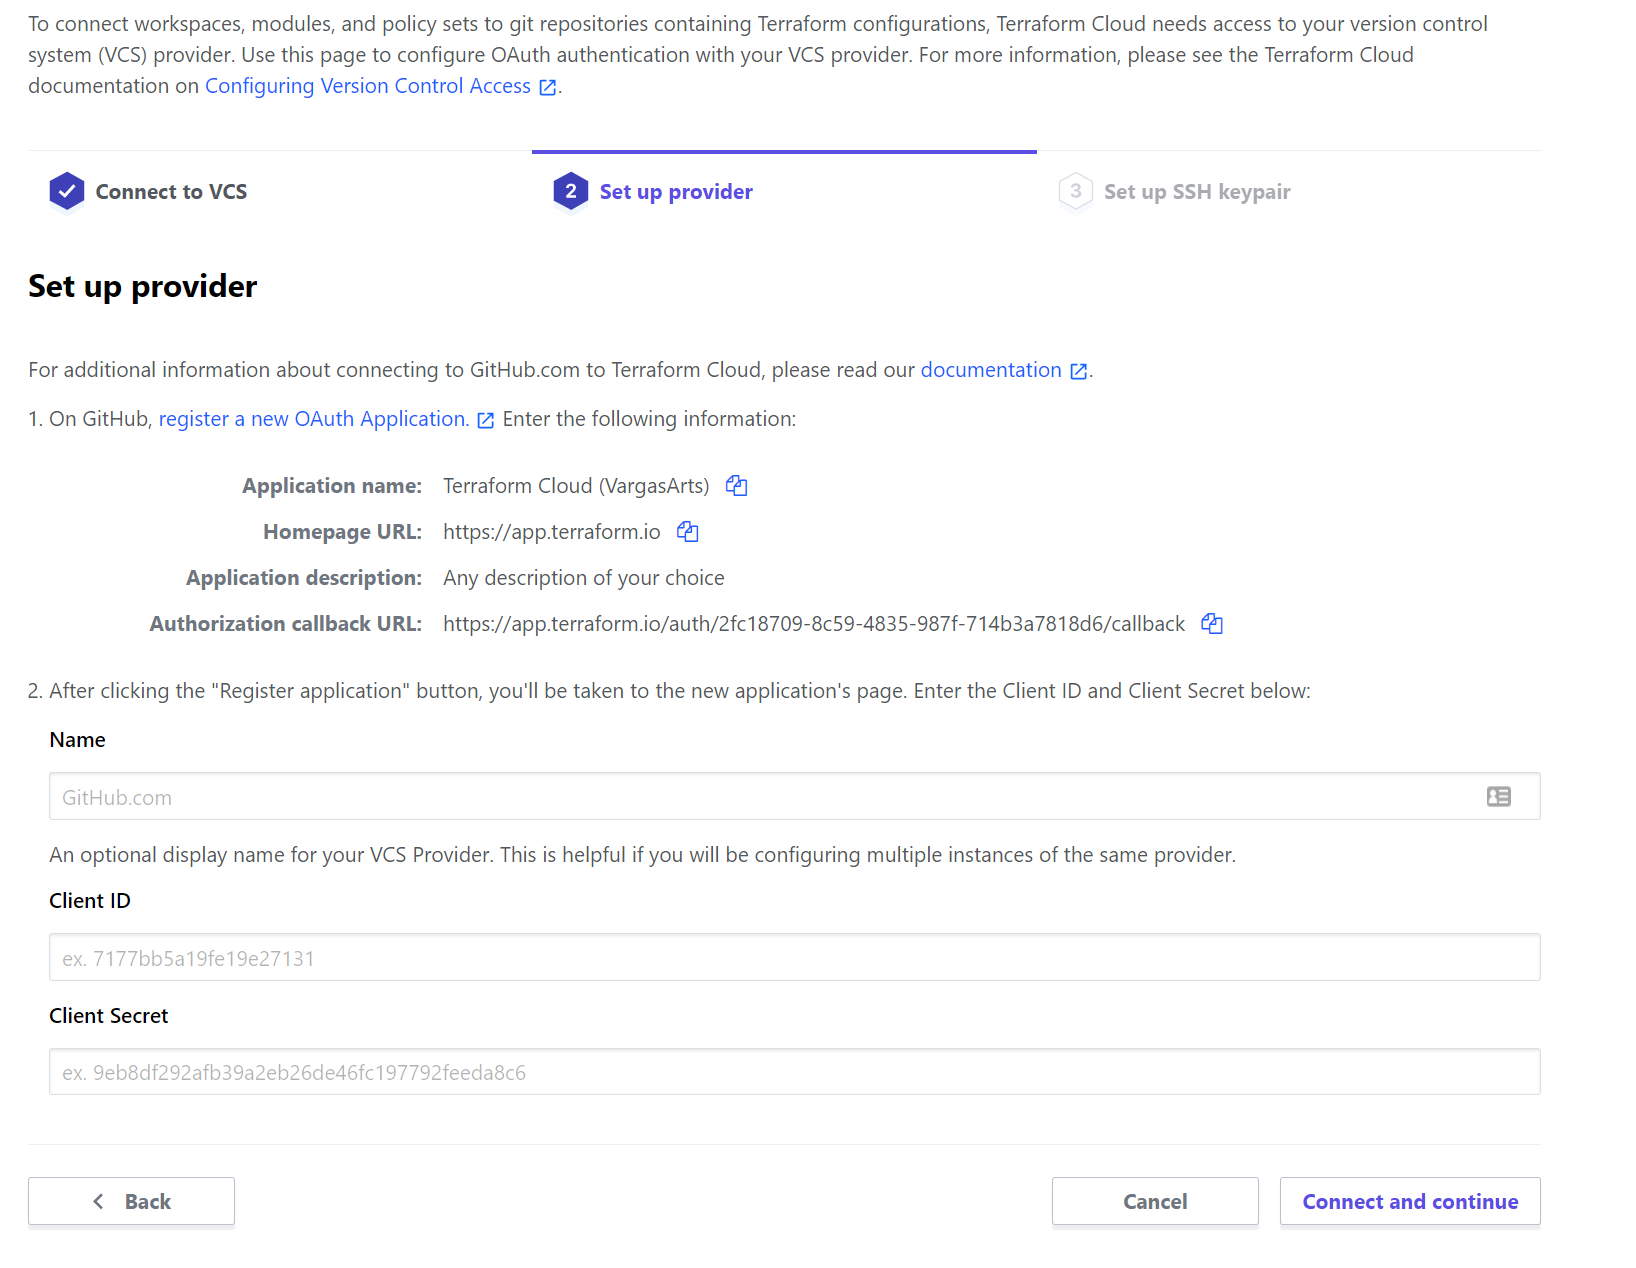 To connect workspaces, modules, and policy sets to git repositories containing Terraform configurations, Terraform Cloud needs access to your version control
system (VCS) provider. Use this page to configure OAuth authentication with your VCS provider. For more information, please see the Terraform Cloud
documentation on Configuring Version Control Access.
Connect to VCS
2 Set up provider
3 Set up SSH keypair
Set up provider
For additional information about connecting to GitHub.com to Terraform Cloud, please read our documentation.
1. On GitHub, register a new OAuth Application. Enter the following information:
Application name: Terraform Cloud (VargasArts)
Homepage URL: https://app.terraform.io
Application description: Any description of your choice
Authorization callback URL: https://app.terraform.io/auth/2fc18709-8c59-4835-987f-714b3a7818d6/callback
2. After clicking the "Register application" button, you'll be taken to the new application's page. Enter the Client ID and Client Secret below:
Name
GitHub.com
An optional display name for your VCS Provider. This is helpful if you will be configuring multiple instances of the same provider.
Client ID
ex. 7177bb5a19fe19e27131
Client Secret
ex. 9eb8df292afb39a2eb26de46fc197792feeda8c6
Back
Cancel
Connect and continue